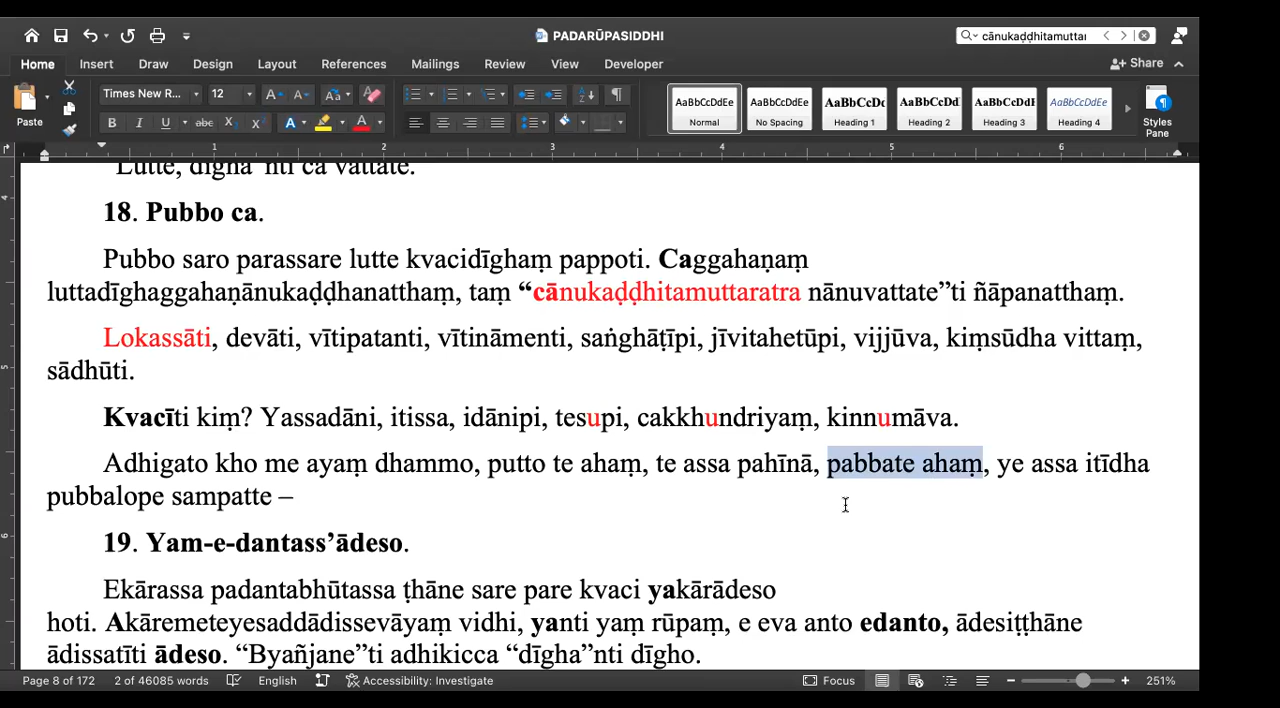 PADARŪPASIDDHI
cānukaḍḍhitamuttaı
Home Insert Draw Design Layout References Mailings Review View Developer Share
Times New R... 12
Paste
AaBbCcDdEe AaBbCcDdEe AaBbCcDc AaBbCcDd AaBbCcDdI AaBbCcDdEe
Normal No Spacing Heading 1 Heading 2 Heading 3 Heading 4 Styles Pane
1 2 3 4 5 6
“Lutte, dīgha”nti ca vattate.
18. Pubbo ca.
Pubbo saro parassare lutte kvacidīghaṃ pappoti. Caggahaṇaṃ
luttadīghaggahaṇānukaḍḍhanatthaṃ, taṃ “cānukaḍḍhitamuttaratra nānuvattate”ti ñāpanatthaṃ.
Lokassāti, devāti, vītipatanti, vītināmenti, saṅghāṭīpi, jīvitahetūpi, vijjūva, kiṃsūdha vittaṃ,
sādhūti.
Kvacīti kiṃ? Yassadāni, itissa, idānipi, tesupi, cakkhundriyaṃ, kinnumāva.
Adhigato kho me ayaṃ dhammo, putto te ahaṃ, te assa pahīnā, pabbate ahaṃ, ye assa itīdha
pubbalope sampatte –
19. Yam-e-dantass’ādeso.
Ekārassa padantabhūtassa ṭhāne sare pare kvaci yakārādeso
hoti. Akāremeteyesaddādissevāyaṃ vidhi, yanti yaṃ rūpaṃ, e eva anto edanto, ādesiṭṭhāne
ādissatīti ādeso. “Byañjane”ti adhikicca “dīgha”nti dīgho.
Page 8 of 172 2 of 46085 words English Accessibility: Investigate Focus 251%